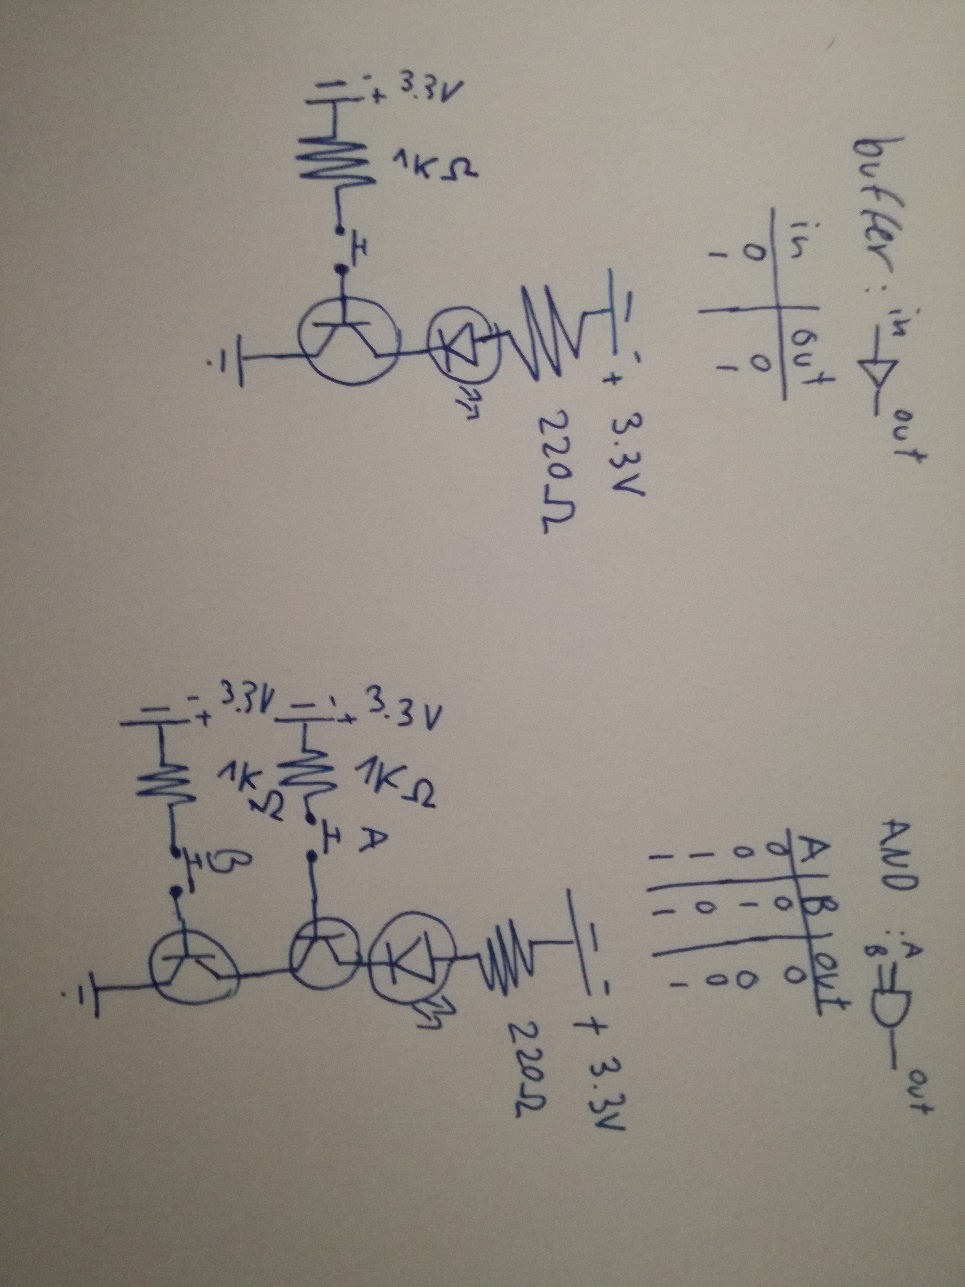 buffer: in out
in | out
0 | 0
1 | 1
- + 3.3V
220Ω
- + 3.3V
1KΩ
AND: A B out
A | B | out
0 | 0 | 0
0 | 1 | 0
1 | 0 | 0
1 | 1 | 1
- + 3.3V
220Ω
- + 3.3V
1KΩ
A
- + 3.3V
1KΩ
B